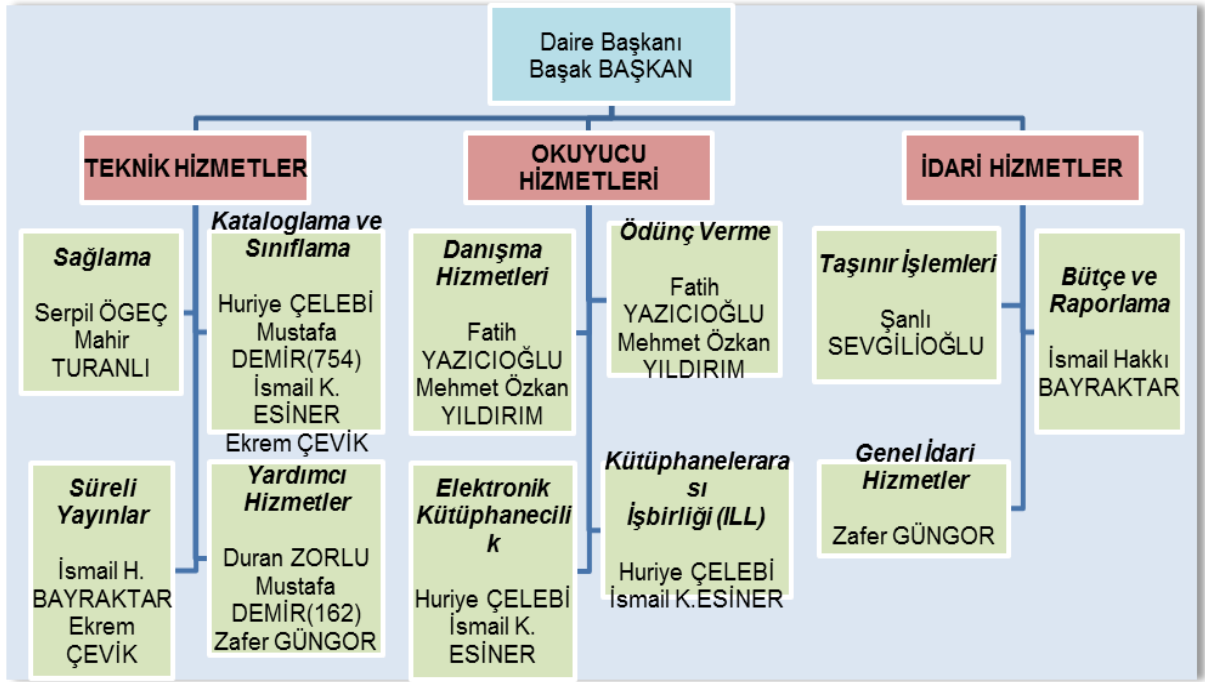 Daire Başkanı
Başak BAŞKAN
TEKNİK HİZMETLER
Sağlama
Serpil ÖGEÇ
Mahir
TURANLI
Kataloglama ve
Sınıflama
Huriye ÇELEBİ
Mustafa
DEMİR(754)
İsmail K.
ESİNER
Ekrem ÇEVİK
Süreli
Yayınlar
İsmail H.
BAYRAKTAR
Ekrem
ÇEVİK
Yardımcı
Hizmetler
Duran ZORLU
Mustafa
DEMİR(162)
Zafer GÜNGOR
OKUYUCU
HİZMETLERİ
Danışma
Hizmetleri
Fatih
YAZICIOĞLU
Mehmet Özkan
YILDIRIM
Ödünç Verme
Fatih
YAZICIOĞLU
Mehmet Özkan
YILDIRIM
Elektronik
Kütüphanecili
k
Huriye ÇELEBİ
İsmail K.
ESİNER
Kütüphanelerara
sı
İşbirliği (ILL)
Huriye ÇELEBİ
İsmail K.ESİNER
İDARİ HİZMETLER
Taşınır İşlemleri
Şanlı
SEVGİLİOĞLU
Bütçe ve
Raporlama
İsmail Hakkı
BAYRAKTAR
Genel İdari
Hizmetler
Zafer GÜNGOR